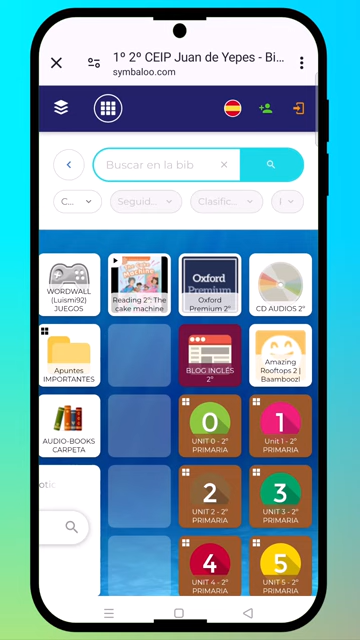 1º 2º CEIP Juan de Yepes - Bi...
symbaloo.com
Buscar en la bib
C...
Seguid...
Clasific...
WORDWALL
(Luismi92)
JUEGOS
Reading 2º: The
cake machine
Oxford
Premium
Oxford
Premium 2º
CD AUDIOS 2º
Apuntes
IMPORTANTES
BLOG INGLÉS
2º
Amazing
Rooftops 2 |
Baamboozl
AUDIO-BOOKS
CARPETA
0
UNIT 0 - 2º
PRIMARIA
1
Unit 1 - 2º
PRIMARIA
otic
2
UNIT 2 - 2º
PRIMARIA
3
UNIT 3 - 2º
PRIMARIA
4
UNIT 4 - 2º
PRIMARIA
5
UNIT 5 - 2º
PRIMARIA